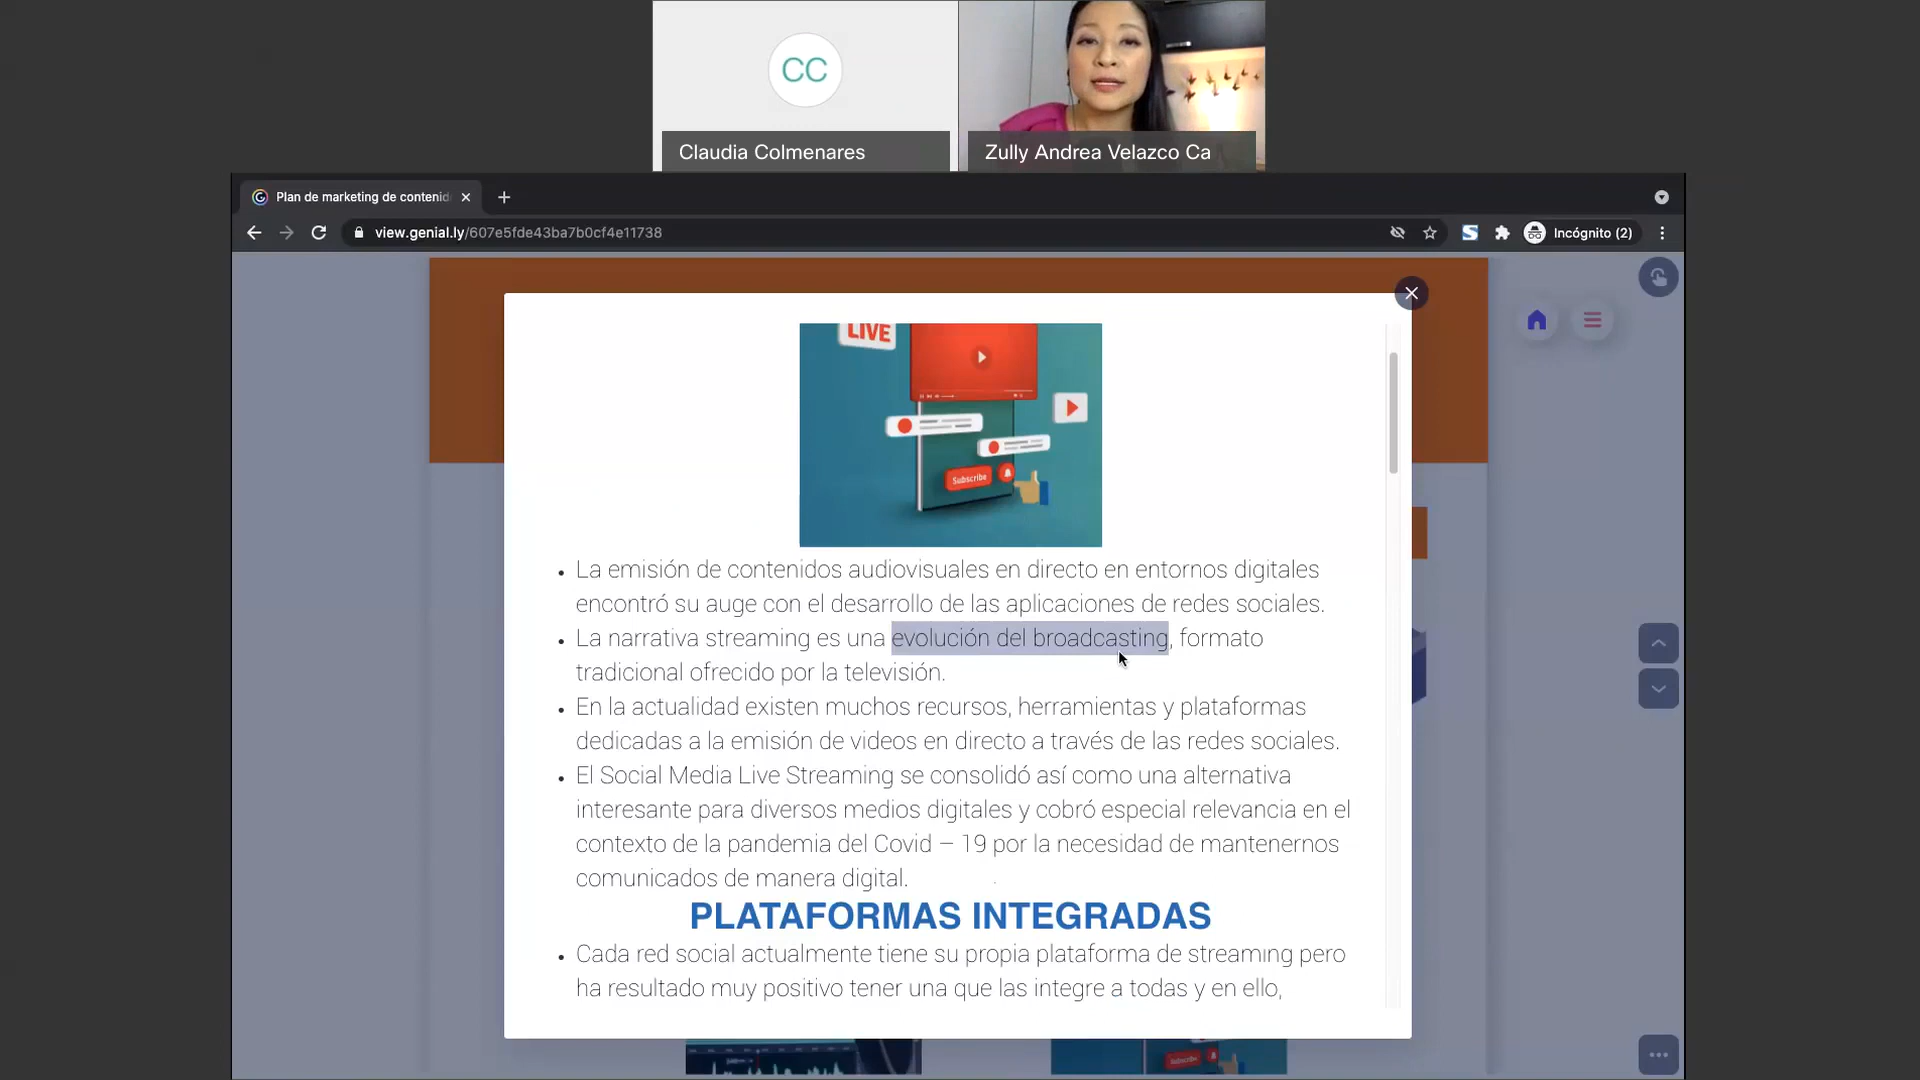 CC
Claudia Colmenares
Zully Andrea Velazco Ca
Plan de marketing de contenid
view.genial.ly/607e5fde43ba7b0cf4e11738
Incógnito (2)
LIVE
Subscribe
La emisión de contenidos audiovisuales en directo en entornos digitales
encontró su auge con el desarrollo de las aplicaciones de redes sociales.
La narrativa streaming es una evolución del broadcasting, formato
tradicional ofrecido por la televisión.
En la actualidad existen muchos recursos, herramientas y plataformas
dedicadas a la emisión de videos en directo a través de las redes sociales.
El Social Media Live Streaming se consolidó así como una alternativa
interesante para diversos medios digitales y cobró especial relevancia en el
contexto de la pandemia del Covid – 19 por la necesidad de mantenernos
comunicados de manera digital.
PLATAFORMAS INTEGRADAS
Cada red social actualmente tiene su propia plataforma de streaming pero
ha resultado muy positivo tener una que las integre a todas y en ello,
Subscribe